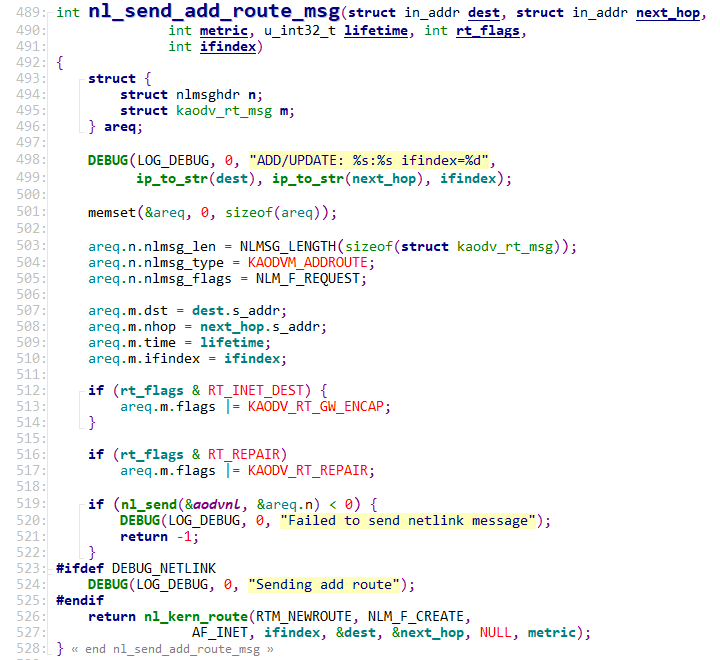 489: int nl_send_add_route_msg(struct in_addr dest, struct in_addr next_hop,
490:               int metric, u_int32_t lifetime, int rt_flags,
491:               int ifindex)
492: {
493:     struct {
494:         struct nlmsghdr n;
495:         struct kaodv_rt_msg m;
496:     } areq;
497:
498:     DEBUG(LOG_DEBUG, 0, "ADD/UPDATE: %s:%s ifindex=%d",
499:           ip_to_str(dest), ip_to_str(next_hop), ifindex);
500:
501:     memset(&areq, 0, sizeof(areq));
502:
503:     areq.n.nlmsg_len = NLMSG_LENGTH(sizeof(struct kaodv_rt_msg));
504:     areq.n.nlmsg_type = KAODVM_ADDROUTE;
505:     areq.n.nlmsg_flags = NLM_F_REQUEST;
506:
507:     areq.m.dst = dest.s_addr;
508:     areq.m.nhop = next_hop.s_addr;
509:     areq.m.time = lifetime;
510:     areq.m.ifindex = ifindex;
511:
512:     if (rt_flags & RT_INET_DEST) {
513:         areq.m.flags |= KAODV_RT_GW_ENCAP;
514:     }
515:
516:     if (rt_flags & RT_REPAIR)
517:         areq.m.flags |= KAODV_RT_REPAIR;
518:
519:     if (nl_send(&aodvnl, &areq.n) < 0) {
520:         DEBUG(LOG_DEBUG, 0, "Failed to send netlink message");
521:         return -1;
522:     }
523: #ifdef DEBUG_NETLINK
524:     DEBUG(LOG_DEBUG, 0, "Sending add route");
525: #endif
526:     return nl_kern_route(RTM_NEWROUTE, NLM_F_CREATE,
527:                  AF_INET, ifindex, &dest, &next_hop, NULL, metric);
528: } « end nl_send_add_route_msg »